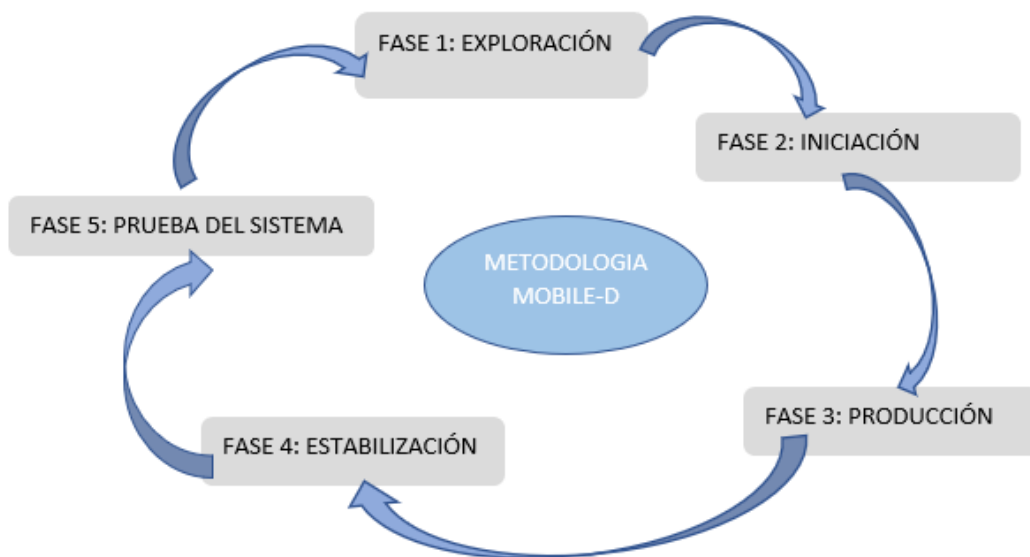 FASE 1: EXPLORACIÓN
FASE 2: INICIACIÓN
FASE 5: PRUEBA DEL SISTEMA
METODOLOGIA
MOBILE-D
FASE 3: PRODUCCIÓN
FASE 4: ESTABILIZACIÓN